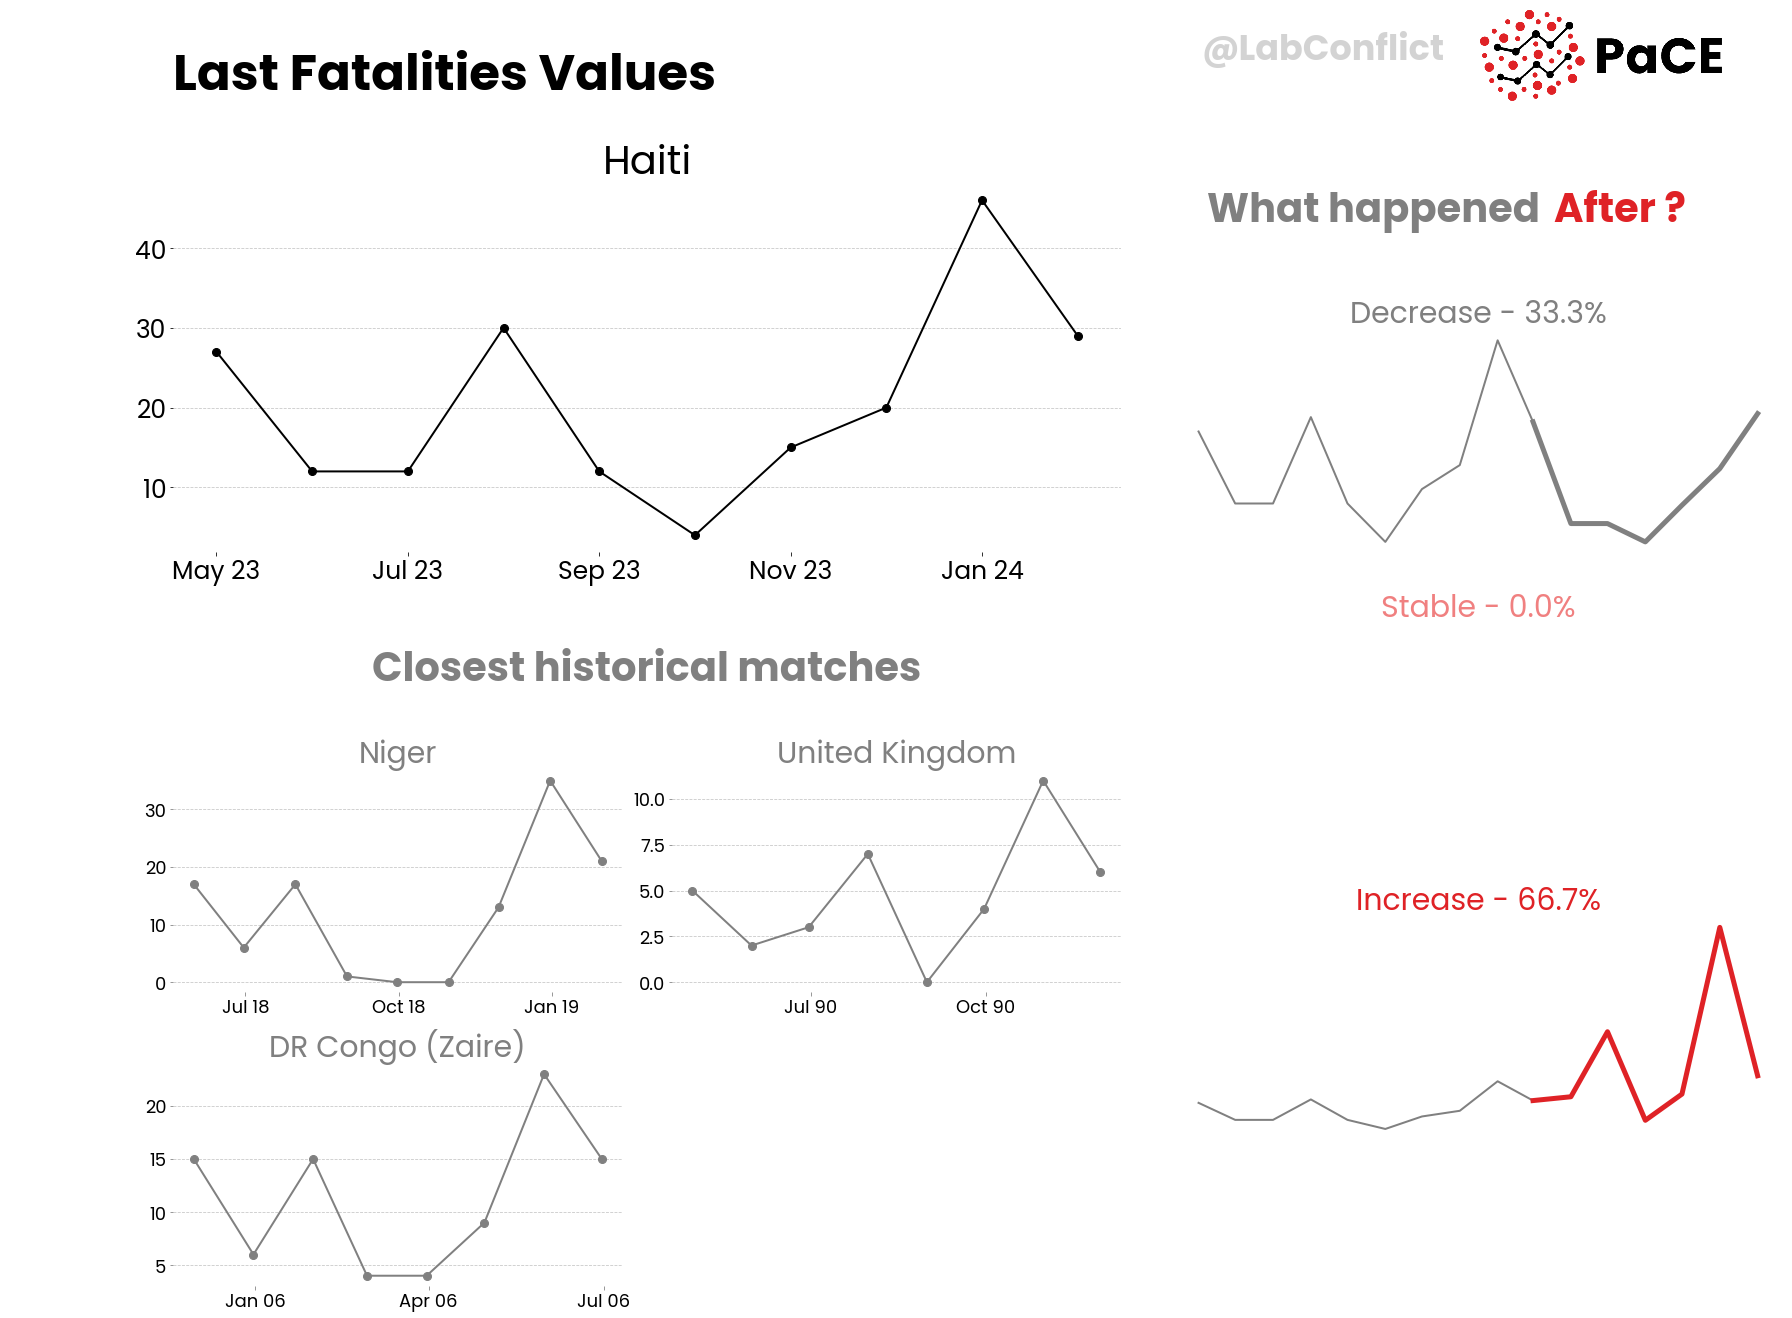 Last Fatalities Values
@LabConflict
PaCE
Haiti
40
30
20
10
May 23 Jul 23 Sep 23 Nov 23 Jan 24
What happened After ?
Decrease - 33.3%
Stable - 0.0%
Increase - 66.7%
Closest historical matches
Niger
30
20
10
0
Jul 18 Oct 18 Jan 19
United Kingdom
10.0
7.5
5.0
2.5
0.0
Jul 90 Oct 90
DR Congo (Zaire)
20
15
10
5
Jan 06 Apr 06 Jul 06